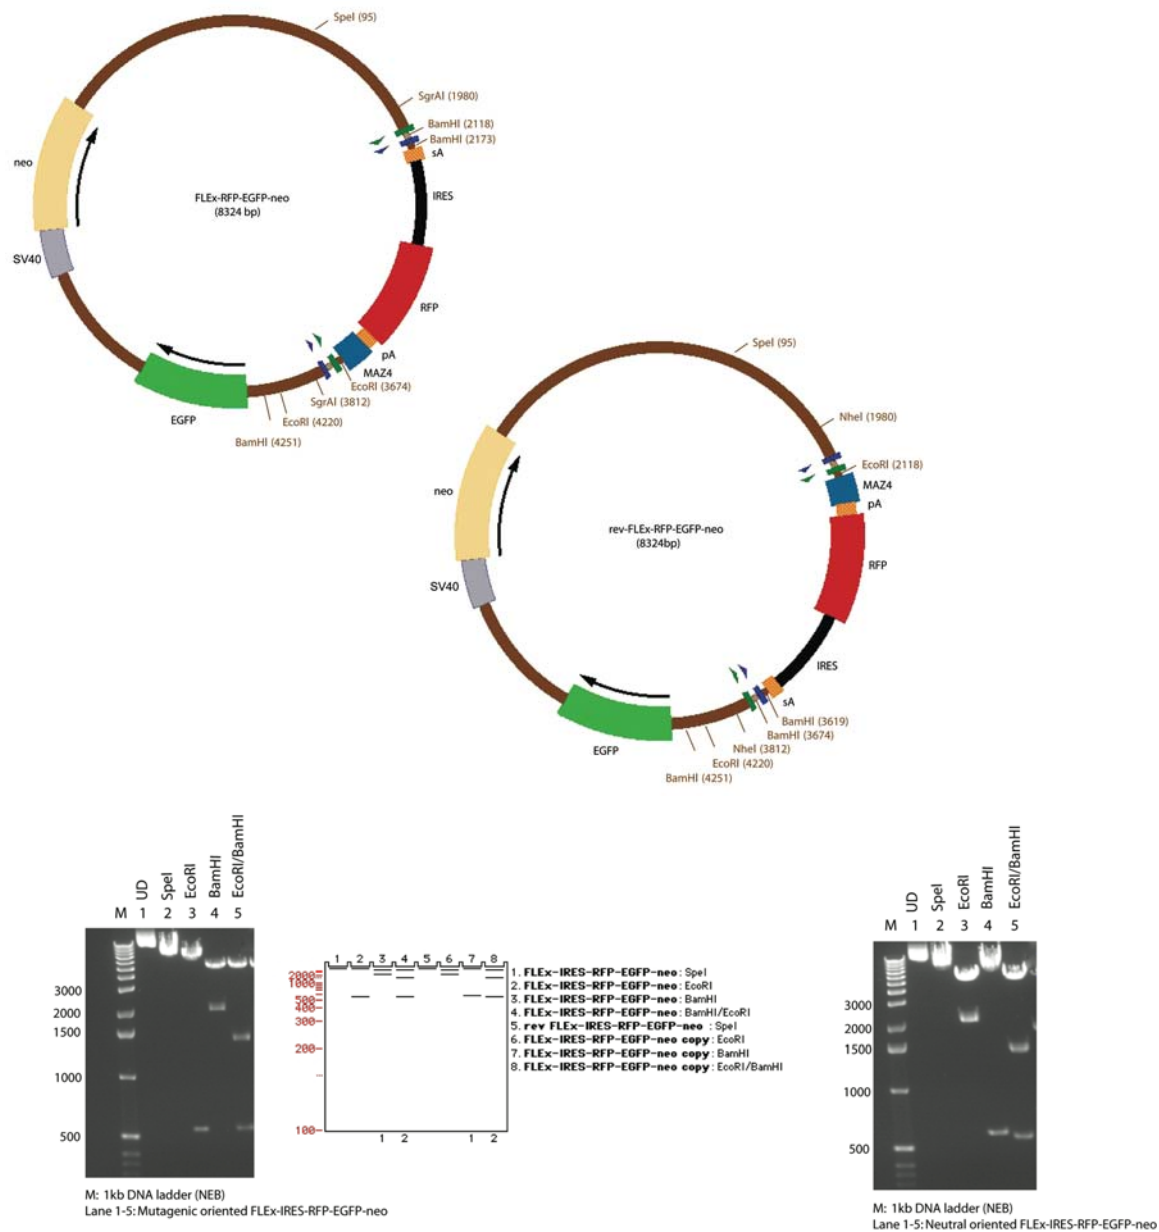 SpeI (95)
SgrAI (1980)
BamHI (2118)
BamHI (2173)
sA
IRES
RFP
pA
MAZ4
EcoRI (3674)
SgrAI (3812)
EcoRI (4220)
BamHI (4251)
EGFP
SV40
neo
FLEx-RFP-EGFP-neo
(8324 bp)
SpeI (95)
NheI (1980)
EcoRI (2118)
MAZ4
pA
RFP
IRES
sA
BamHI (3619)
BamHI (3674)
NheI (3812)
EcoRI (4220)
BamHI (4251)
EGFP
SV40
neo
rev-FLEx-RFP-EGFP-neo
(8324bp)
UD SpeI EcoRI BamHI EcoRI/BamHI
M 1 2 3 4 5
3000
2000
1500
1000
500
M: 1kb DNA ladder (NEB)
Lane 1-5: Mutagenic oriented FLEx-IRES-RFP-EGFP-neo
1 2 3 4 5 6 7 8
2000
1000
500
400
300
200
100
1 2 1 2
1. FLEx-IRES-RFP-EGFP-neo: SpeI
2. FLEx-IRES-RFP-EGFP-neo: EcoRI
3. FLEx-IRES-RFP-EGFP-neo: BamHI
4. FLEx-IRES-RFP-EGFP-neo: BamHI/EcoRI
5. rev FLEx-IRES-RFP-EGFP-neo : SpeI
6. FLEx-IRES-RFP-EGFP-neo copy: EcoRI
7. FLEx-IRES-RFP-EGFP-neo copy: BamHI
8. FLEx-IRES-RFP-EGFP-neo copy: EcoRI/BamHI
UD SpeI EcoRI BamHI EcoRI/BamHI
M 1 2 3 4 5
3000
2000
1500
1000
500
M: 1kb DNA ladder (NEB)
Lane 1-5: Neutral oriented FLEx-IRES-RFP-EGFP-neo